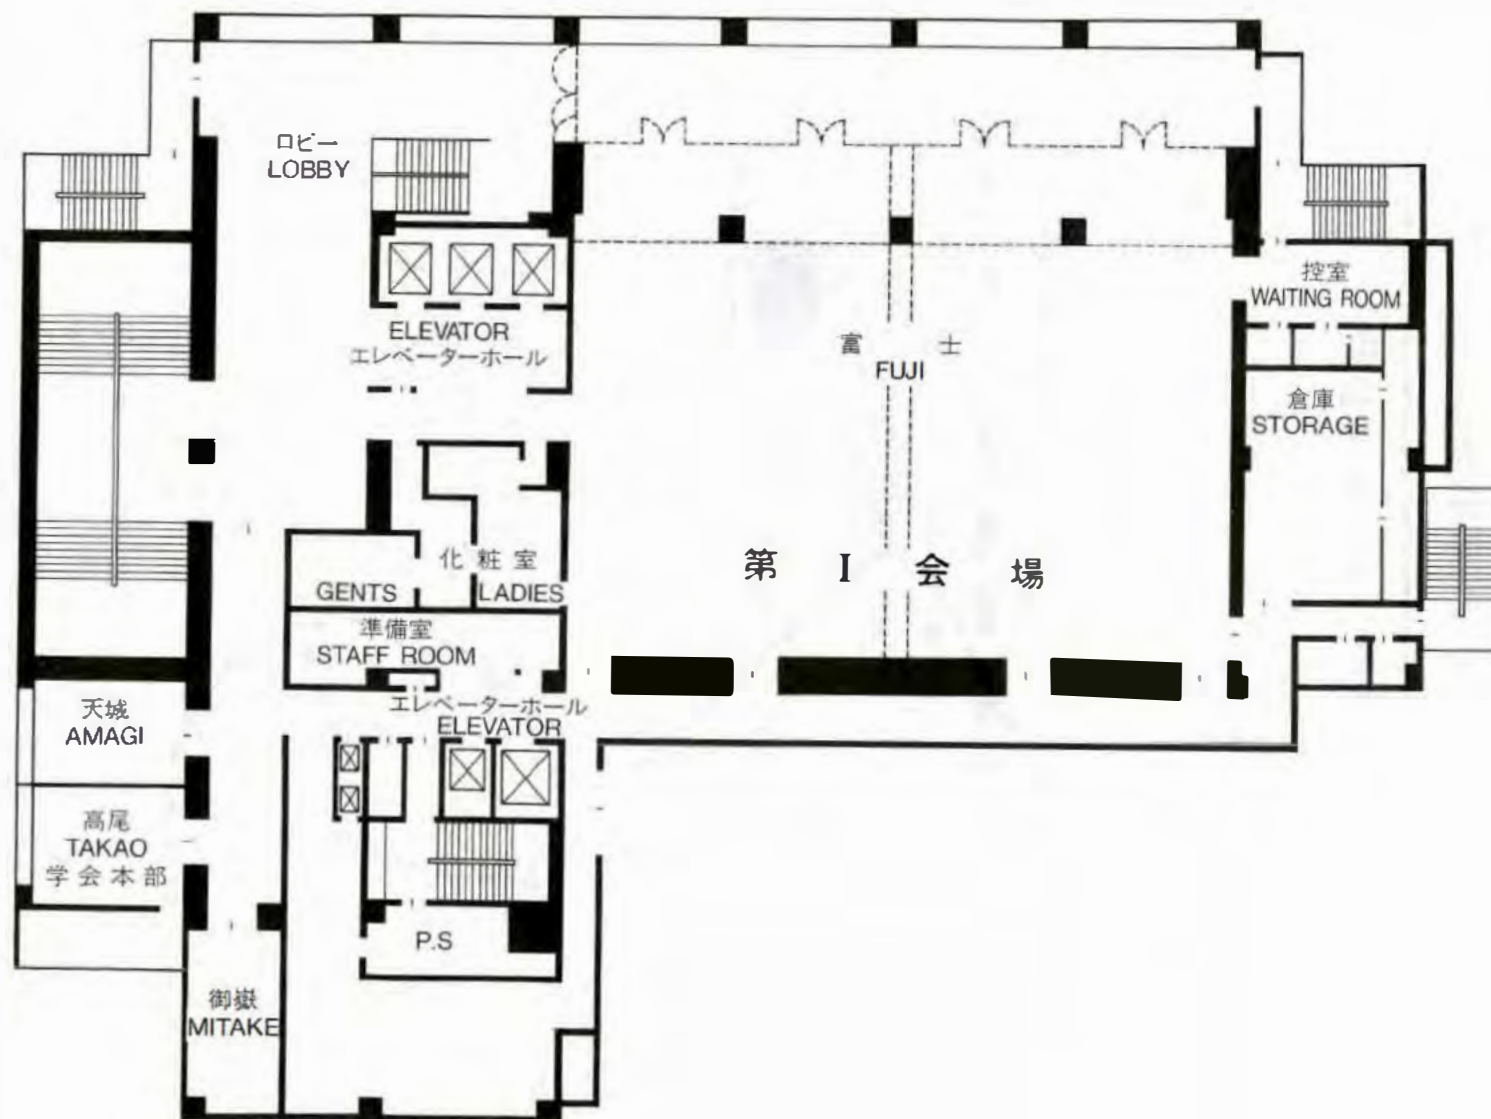 ロビー
LOBBY
ELEVATOR
エレベーターホール
控室
WAITING ROOM
富士
FUJI
倉庫
STORAGE
第 I 会 場
化粧室
GENTS
LADIES
準備室
STAFF ROOM
エレベーターホール
ELEVATOR
天城
AMAGI
高尾
TAKAO
学会本部
P.S
御嶽
MITAKE